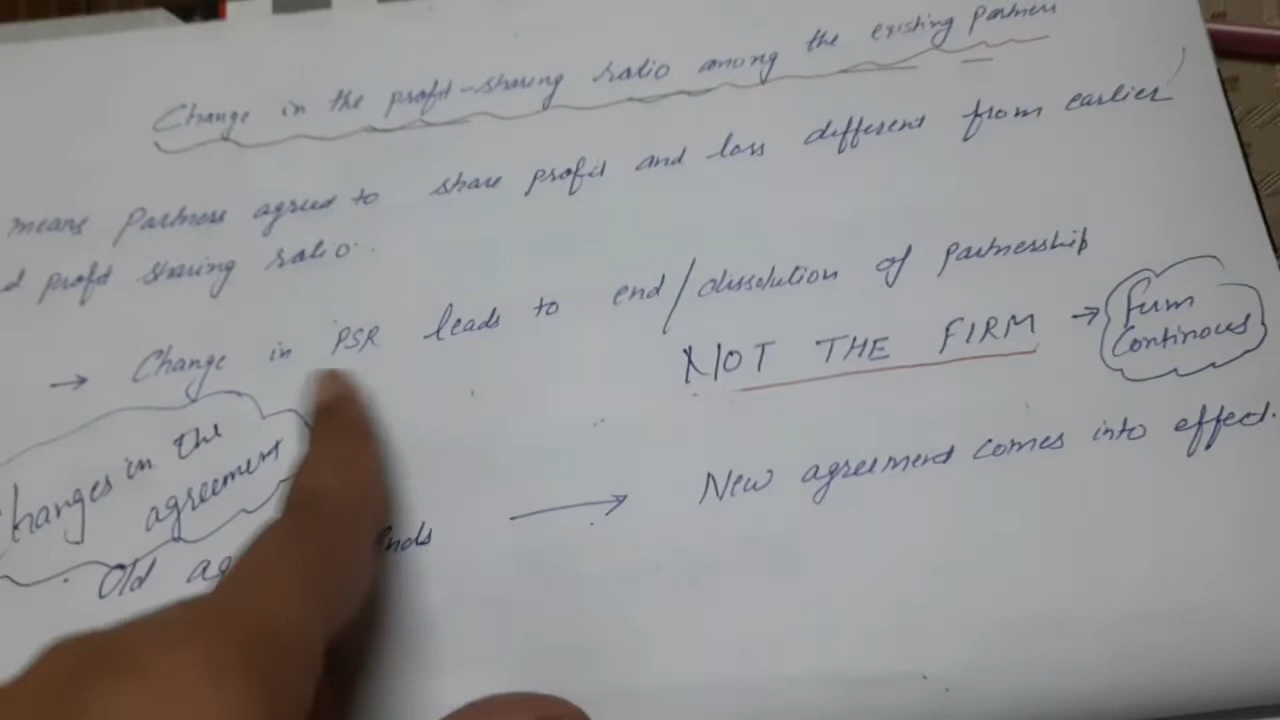 Change in the profit-sharing ratio among the existing Partners
means Partners agreed to share profit and loss different from earlier
profit sharing ratio.
→ Change in PSR leads to end/dissolution of partnership
NOT THE FIRM → Firm Continous
Changes in the agreement
Old → New agreement comes into effect.